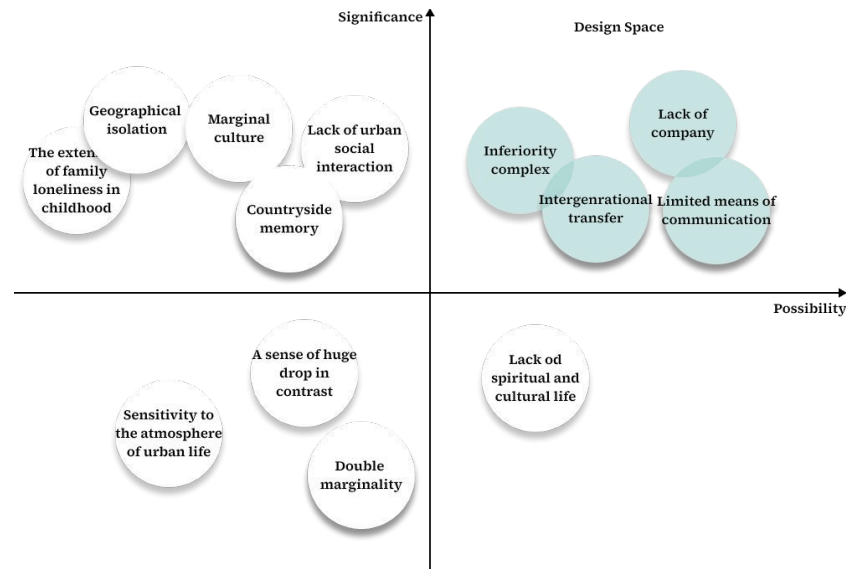 Significance
Design Space
Geographical
isolation
Marginal
culture
Lack of urban
social
interaction
The exten
of family
loneliness in
childhood
Countryside
memory
Inferiority
complex
Lack of
company
Intergenrational
transfer
Limited means of
communication
Possibility
A sense of huge
drop in
contrast
Sensitivity to
the atmosphere
of urban life
Double
marginality
Lack od
spiritual and
cultural life